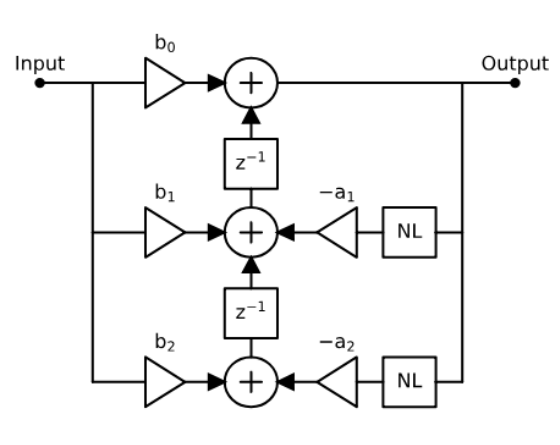 b₀
Input
Output
+
z⁻¹
b₁
−a₁
+
NL
z⁻¹
b₂
−a₂
+
NL